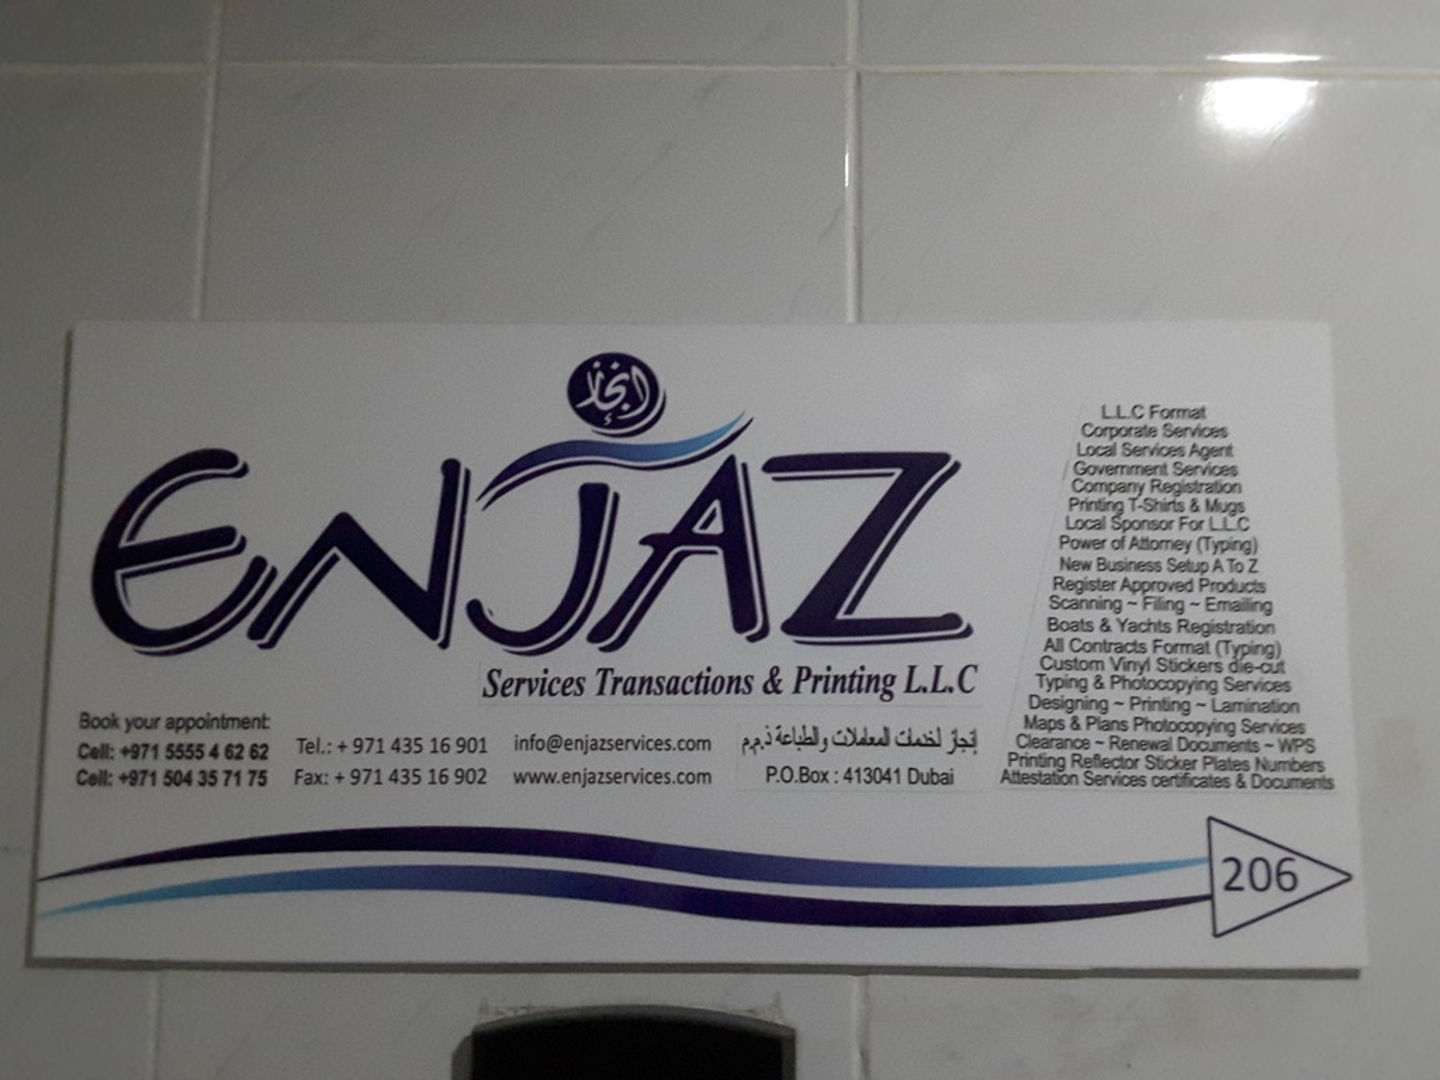 إنجاز
ENJAZ
Services Transactions & Printing L.L.C
Book your appointment:
Cell: +971 5555 4 62 62
Cell: +971 504 35 71 75
Tel.: + 971 435 16 901
Fax: + 971 435 16 902
info@enjazservices.com
www.enjazservices.com
إنجاز لخدمات المعاملات والطباعة ذ.م.م
P.O.Box : 413041 Dubai
L.L.C Format
Corporate Services
Local Services Agent
Government Services
Company Registration
Printing T-Shirts & Mugs
Local Sponsor For L.L.C
Power of Attorney (Typing)
New Business Setup A To Z
Register Approved Products
Scanning ~ Filing ~ Emailling
Boats & Yachts Registration
All Contracts Format (Typing)
Custom Vinyl Stickers die-cut
Typing & Photocopying Services
Designing ~ Printing ~ Lamination
Maps & Plans Photocopying Services
Clearance ~ Renewal Documents ~ WPS
Printing Reflector Sticker Plates Numbers
Attestation Services certificates & Documents
206